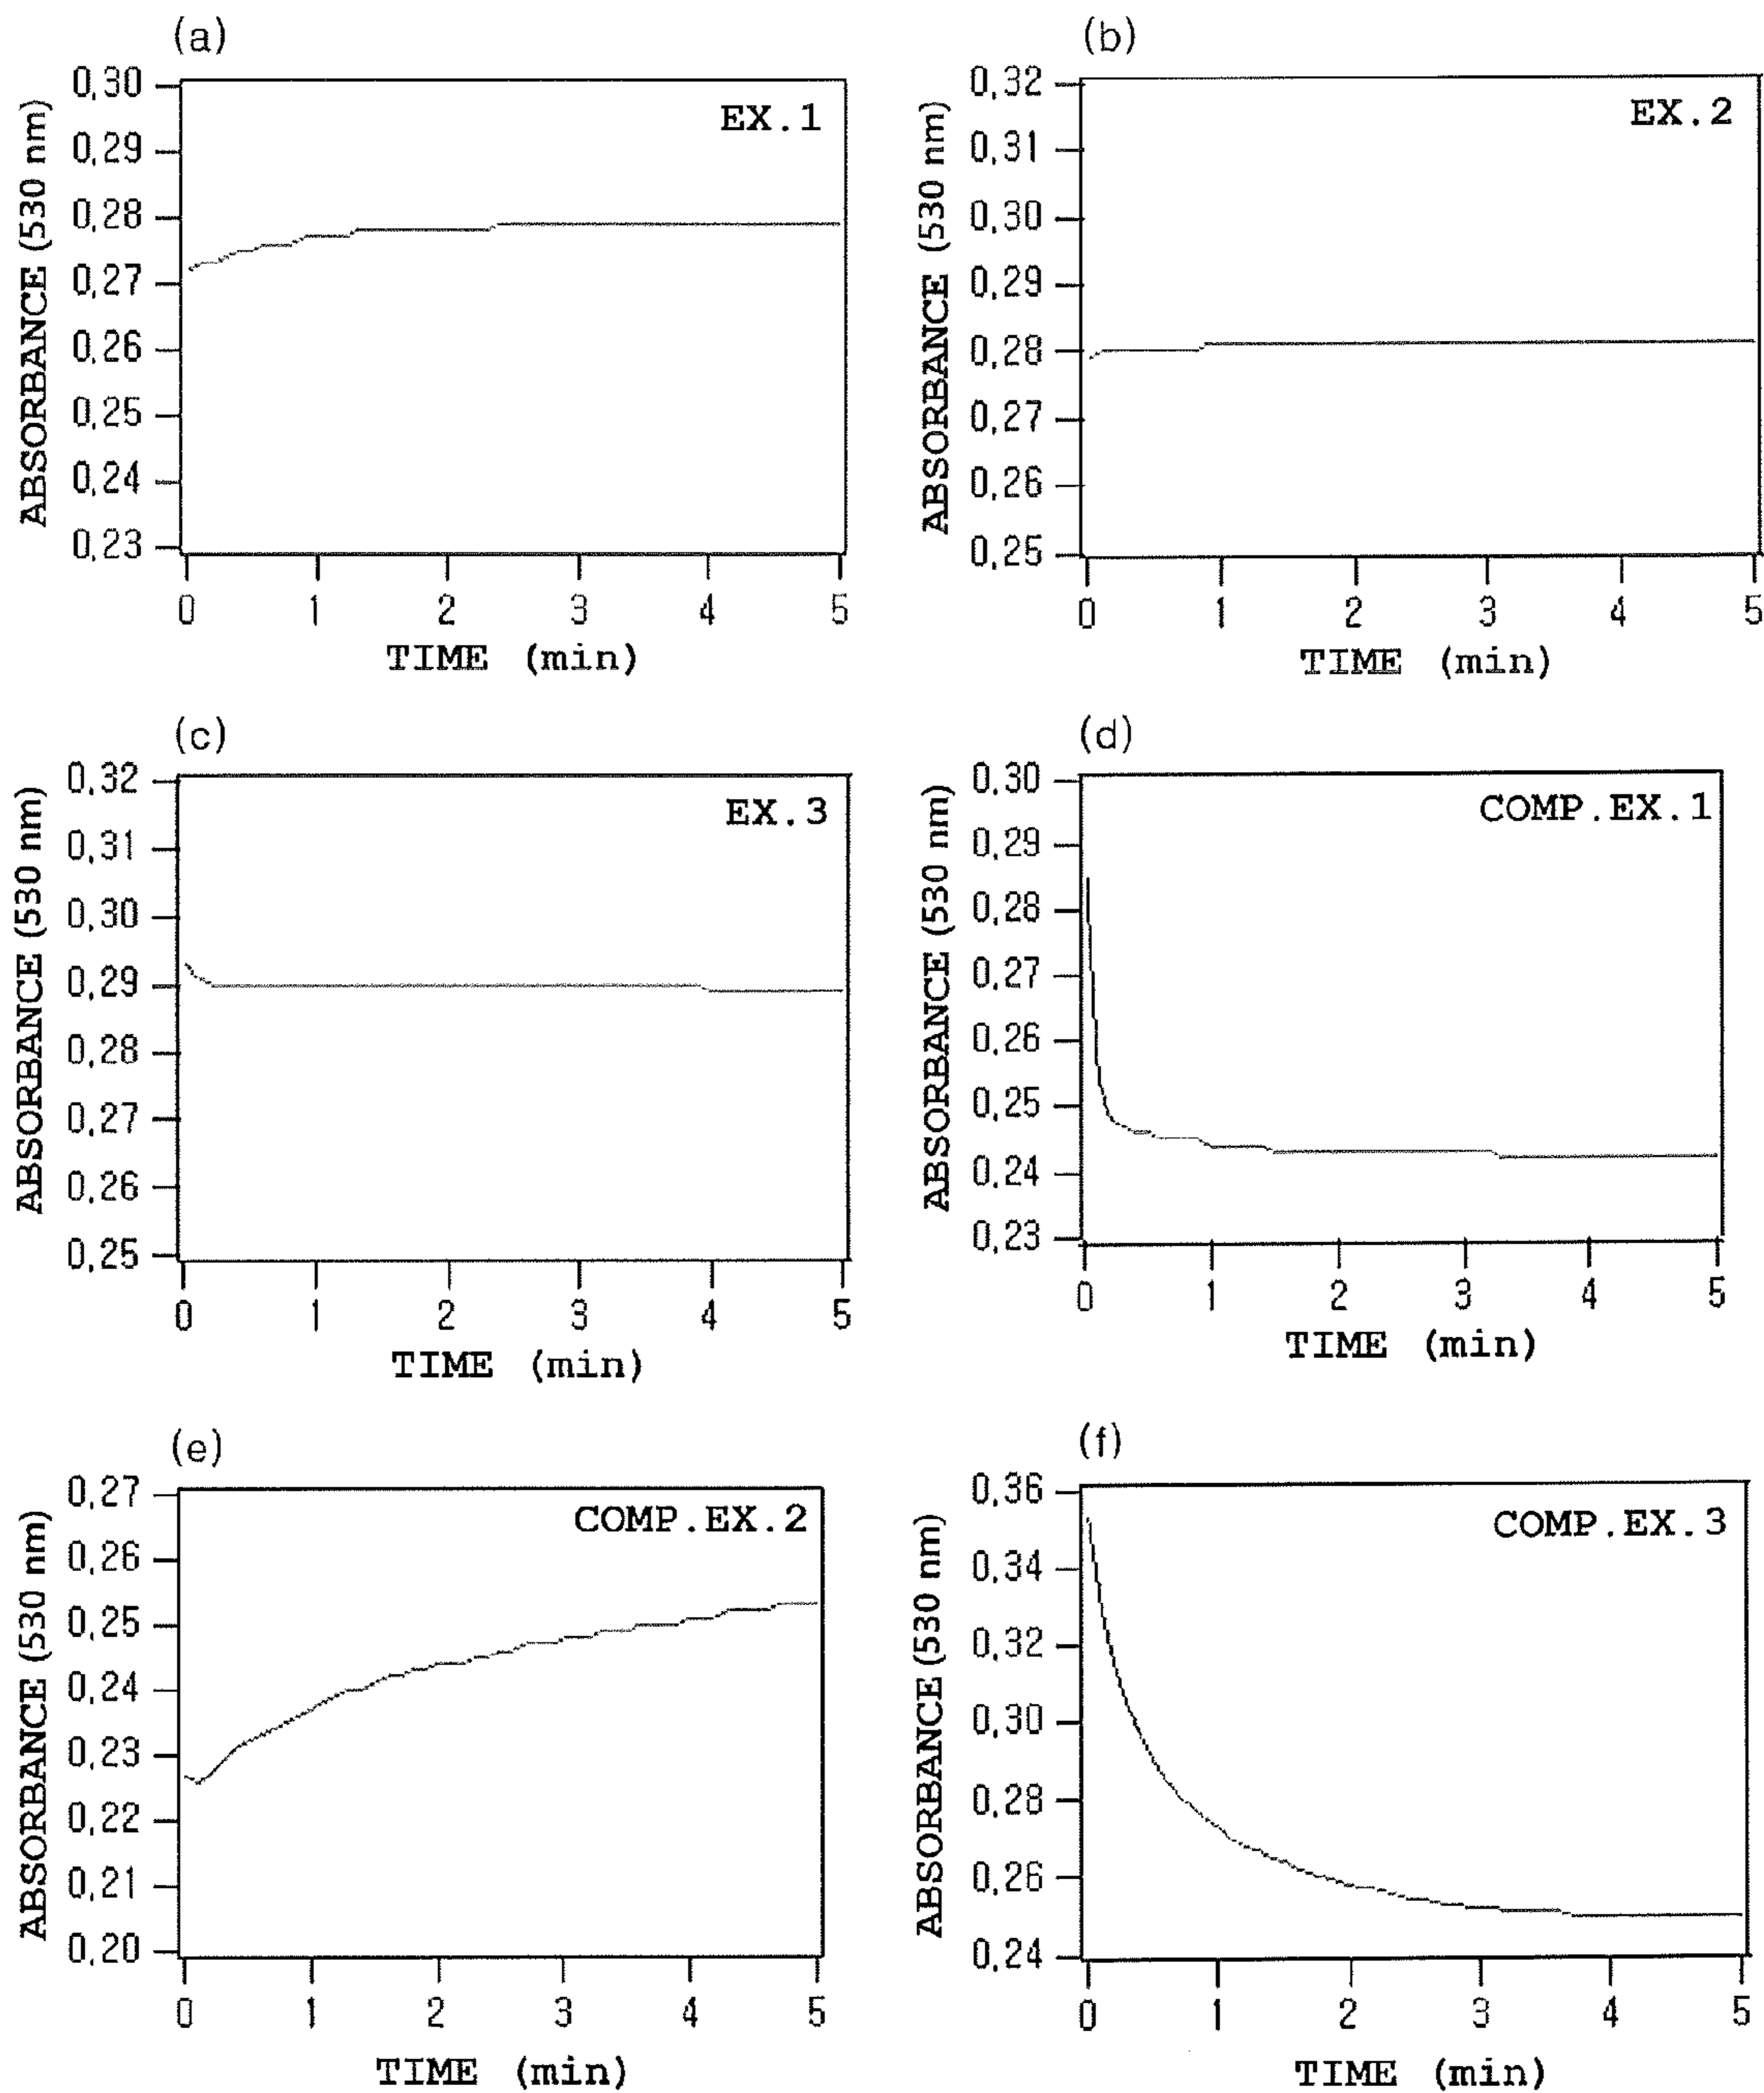 (a)
EX.1
ABSORBANCE (530 nm)
0,30
0,29
0,28
0,27
0,26
0,25
0,24
0,23
0 1 2 3 4 5
TIME (min)
(b)
EX.2
ABSORBANCE (530 nm)
0,32
0,31
0,30
0,29
0,28
0,27
0,26
0,25
0 1 2 3 4 5
TIME (min)
(c)
EX.3
ABSORBANCE (530 nm)
0,32
0,31
0,30
0,29
0,28
0,27
0,26
0,25
0 1 2 3 4 5
TIME (min)
(d)
COMP.EX.1
ABSORBANCE (530 nm)
0,30
0,29
0,28
0,27
0,26
0,25
0,24
0,23
0 1 2 3 4 5
TIME (min)
(e)
COMP.EX.2
ABSORBANCE (530 nm)
0,27
0,26
0,25
0,24
0,23
0,22
0,21
0,20
0 1 2 3 4 5
TIME (min)
(f)
COMP.EX.3
ABSORBANCE (530 nm)
0,36
0,34
0,32
0,30
0,28
0,26
0,24
0 1 2 3 4 5
TIME (min)